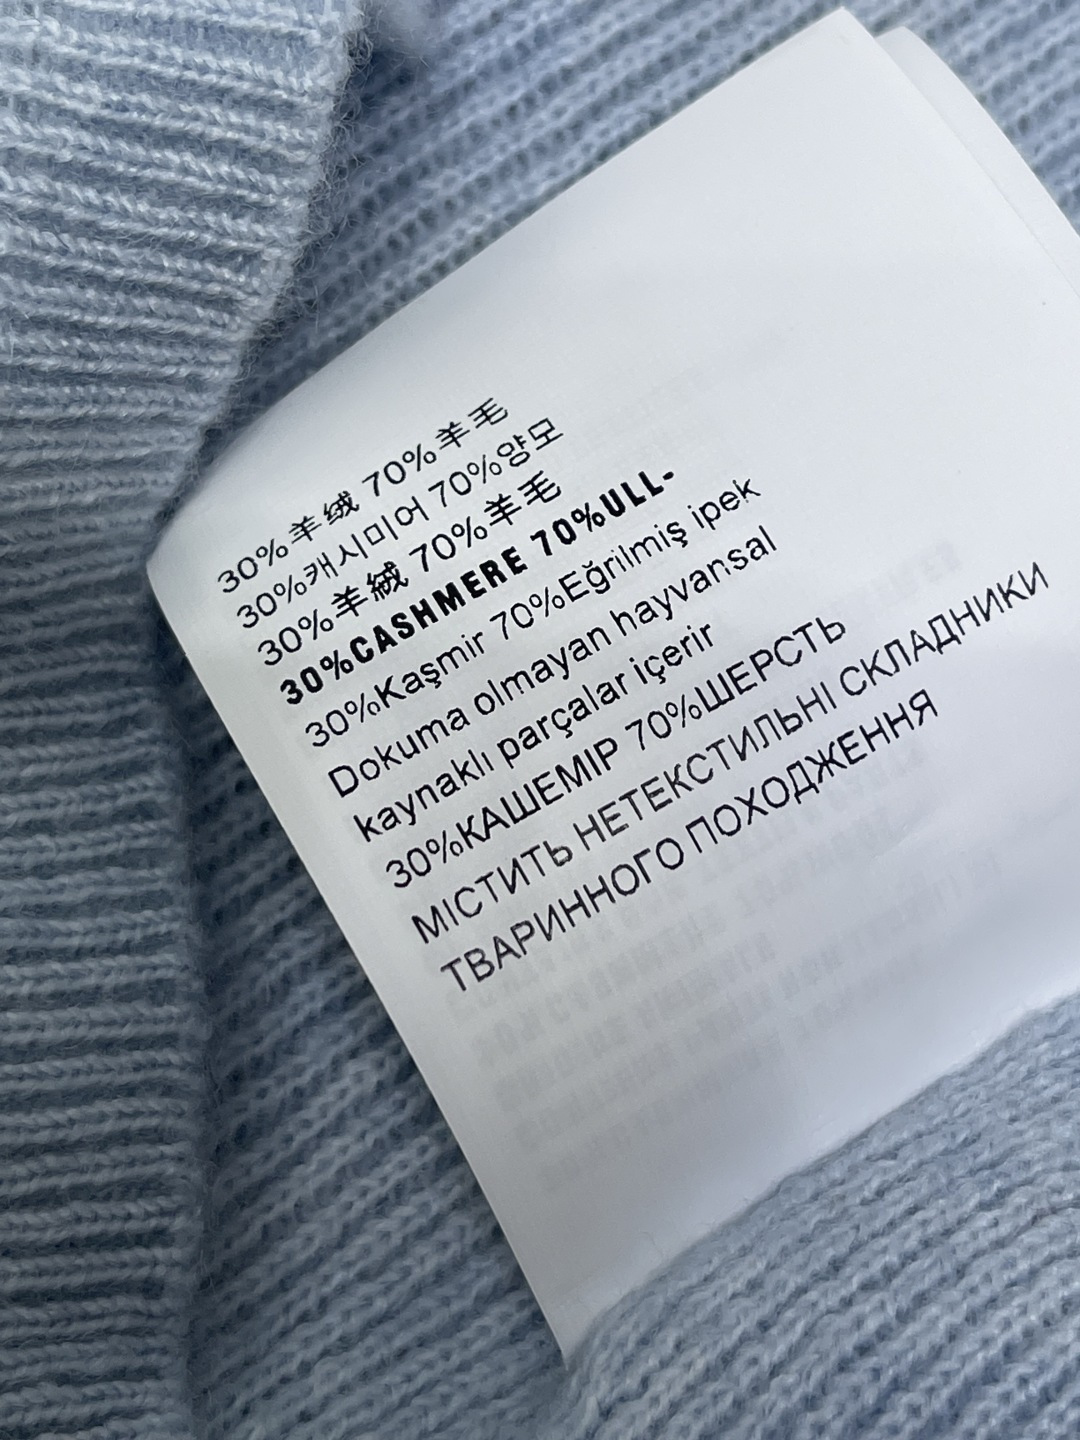 30%羊绒 70%羊毛
30%캐시미어 70%양모
30%羊絨 70%羊毛
30%CASHMERE 70%ULL-
30%Kaşmir 70%Eğrilmiş ipek
Dokuma olmayan hayvansal
kaynaklı parçalar içerir
30%КАШЕМІР 70%ШЕРСТЬ
МІСТИТЬ НЕТЕКСТИЛЬНІ СКЛАДНИКИ
ТВАРИННОГО ПОХОДЖЕННЯ